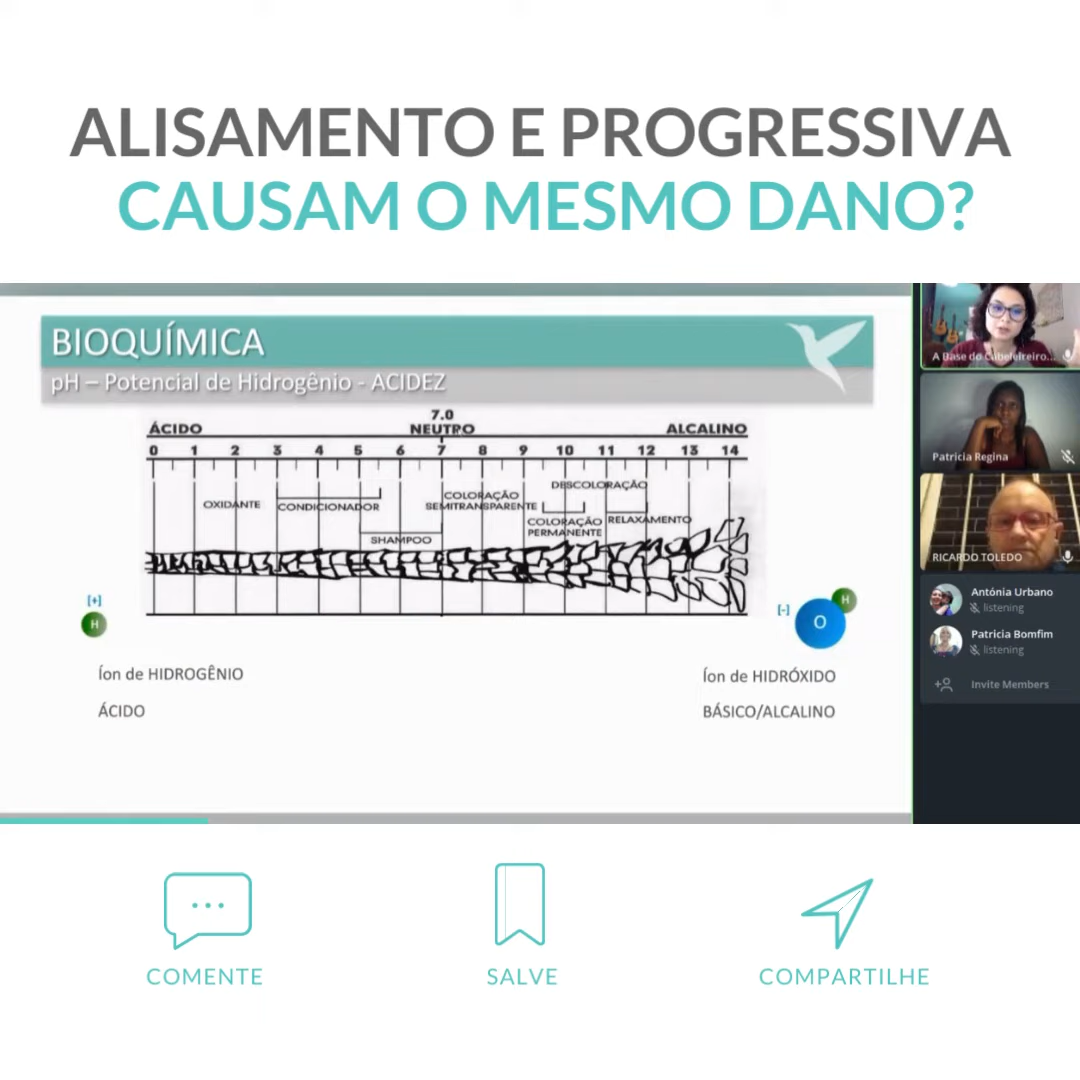 ALISAMENTO E PROGRESSIVA
CAUSAM O MESMO DANO?
BIOQUÍMICA
pH – Potencial de Hidrogênio - ACIDEZ
7.0
ÁCIDO NEUTRO ALCALINO
0 1 2 3 4 5 6 7 8 9 10 11 12 13 14
DESCOLORAÇÃO
OXIDANTE
CONDICIONADOR
COLORAÇÃO
SEMITRANSPARENTE
COLORAÇÃO
PERMANENTE
RELAXAMENTO
SHAMPOO
[+]
H
[-]
O
H
Íon de HIDROGÊNIO
Íon de HIDRÓXIDO
ÁCIDO
BÁSICO/ALCALINO
A Base do Cabeleireiro...
Patricia Regina
RICARDO TOLEDO
Antónia Urbano
listening
Patricia Bomfim
listening
Invite Members
COMENTE
SALVE
COMPARTILHE